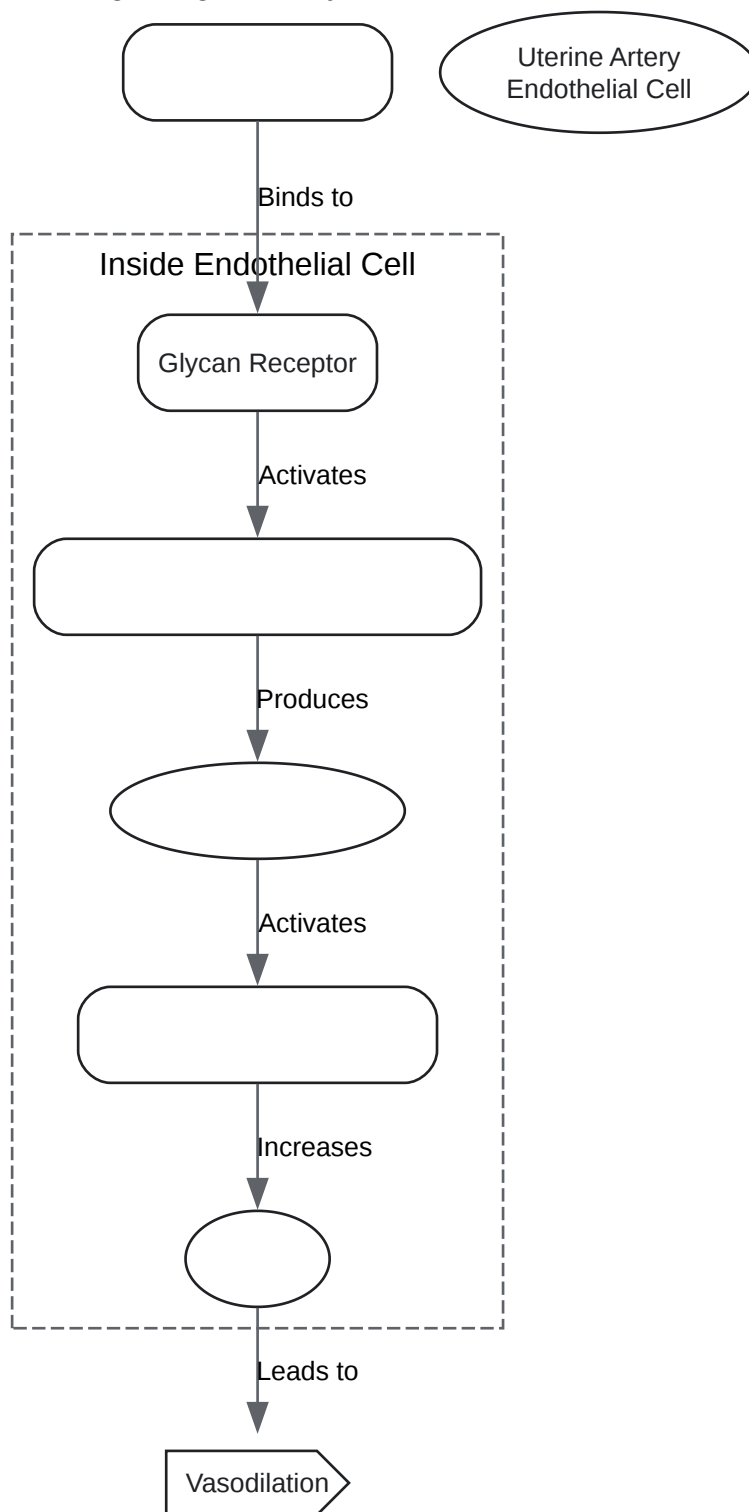 Uterine Artery
Endothelial Cell
Binds to
Inside Endothelial Cell
Glycan Receptor
Activates
Produces
Activates
Increases
Leads to
Vasodilation